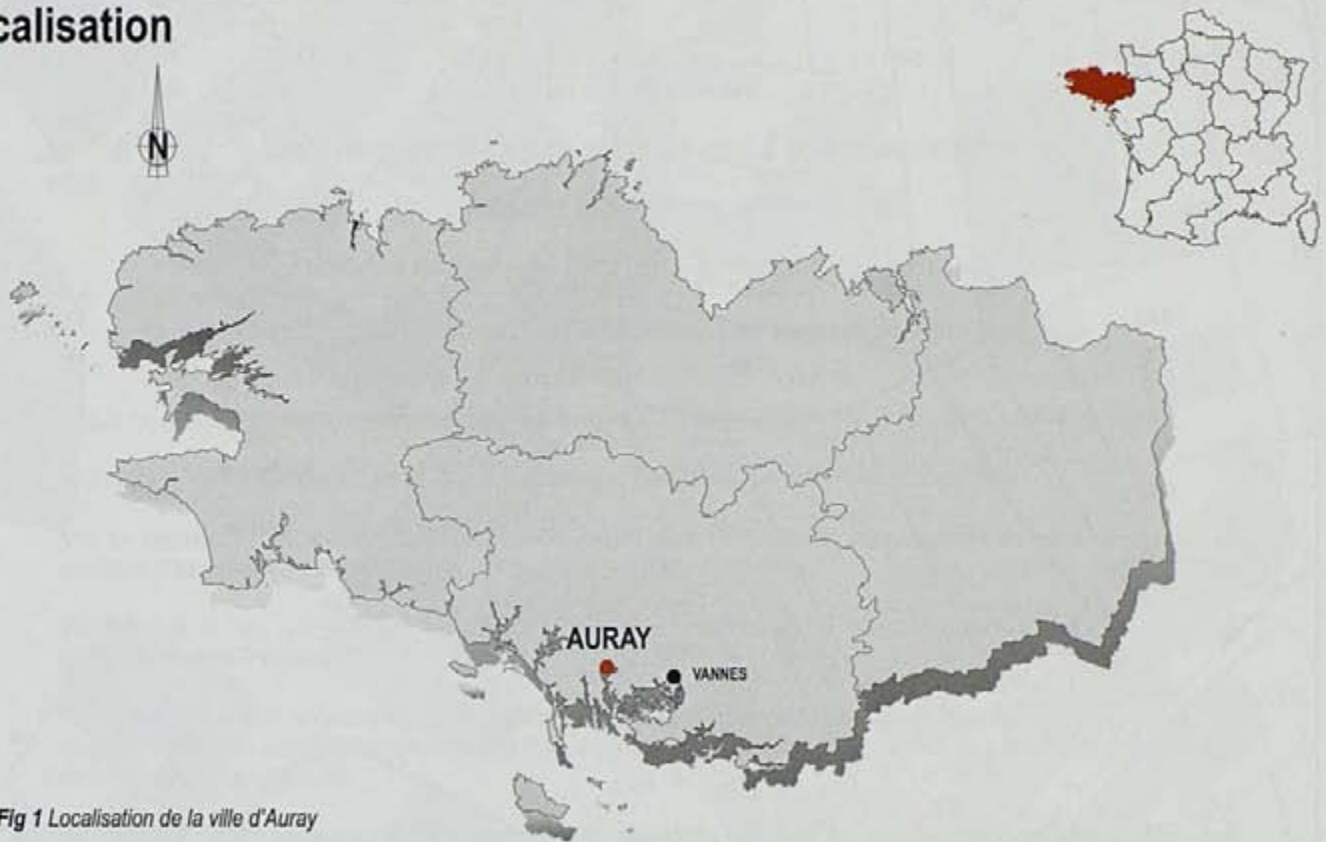 calisation
N
AURAY
VANNES
Fig 1 Localisation de la ville d'Auray